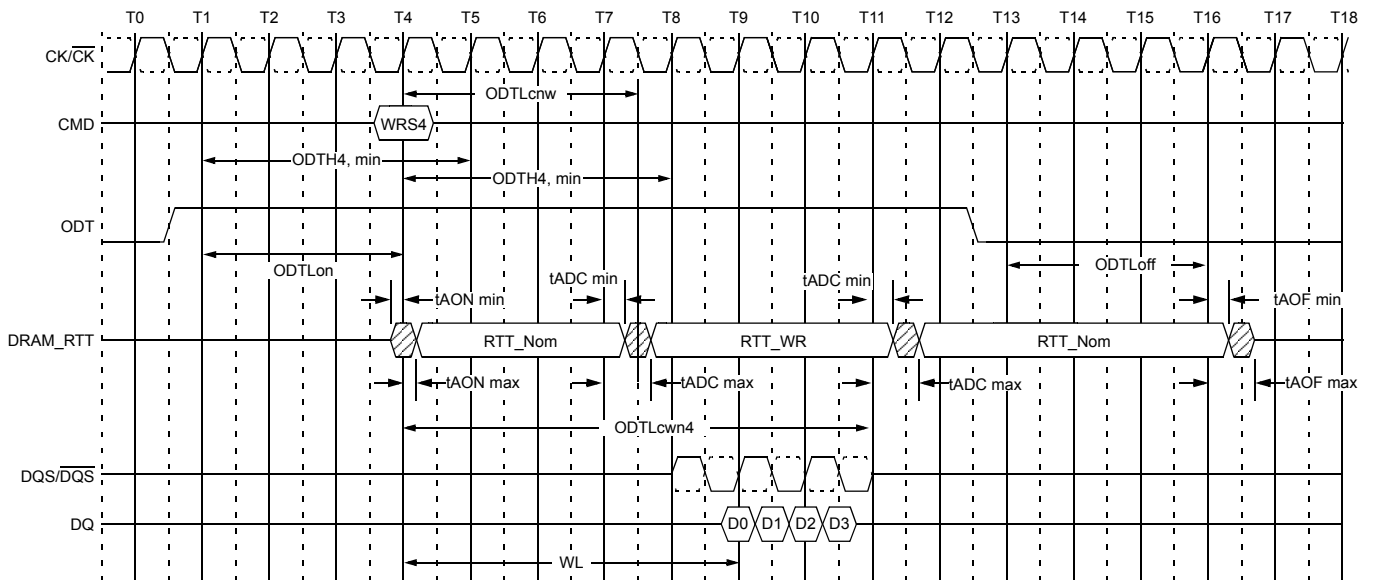 T0 T1 T2 T3 T4 T5 T6 T7 T8 T9 T10 T11 T12 T13 T14 T15 T16 T17 T18
CK/C̅K̅
ODTLcnw
CMD
WRS4
ODTH4, min
ODTH4, min
ODT
ODTLon
ODTLoff
tADC min
tADC min
tAON min
tAOF min
DRAM_RTT
RTT_Nom
RTT_WR
RTT_Nom
tAON max
tADC max
tADC max
tAOF max
ODTLcwn4
DQS/D̅Q̅S̅
DQ
D0 D1 D2 D3
WL